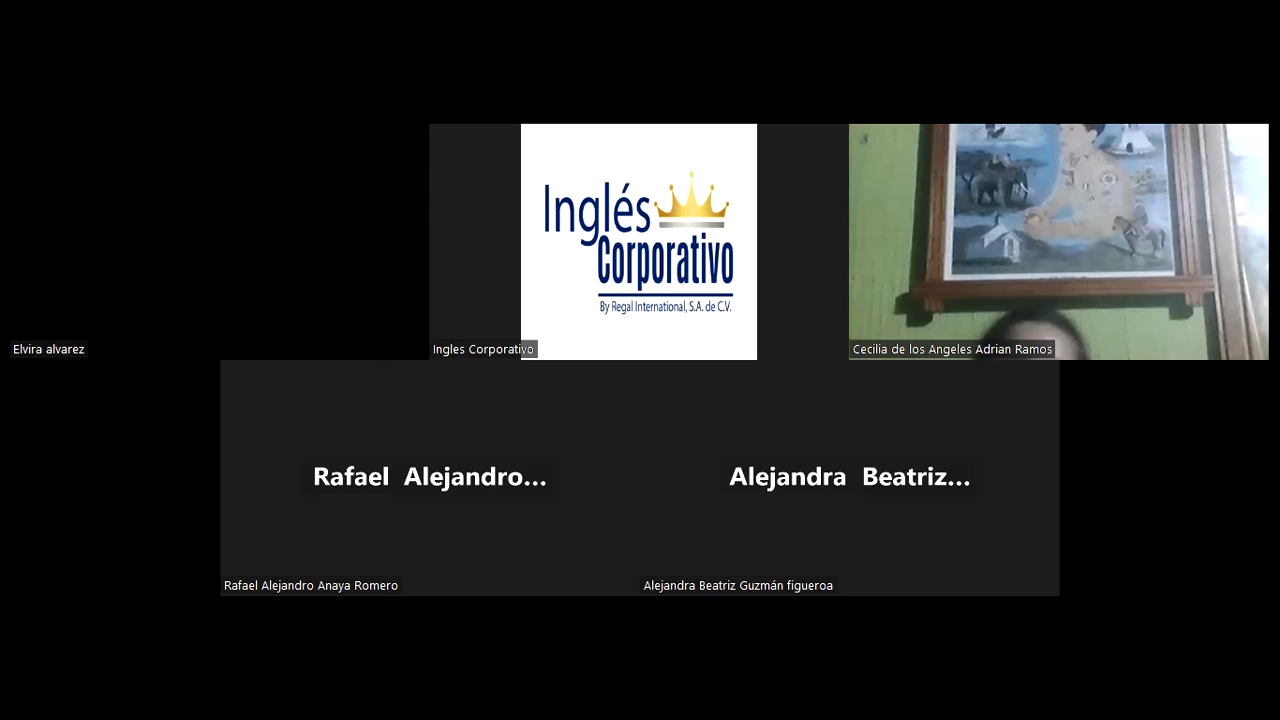 Inglés
Corporativo
By Regal International, S.A. de C.V.
Elvira alvarez
Ingles Corporativo
Cecilia de los Angeles Adrian Ramos
Rafael Alejandro...
Alejandra Beatriz...
Rafael Alejandro Anaya Romero
Alejandra Beatriz Guzmán figueroa